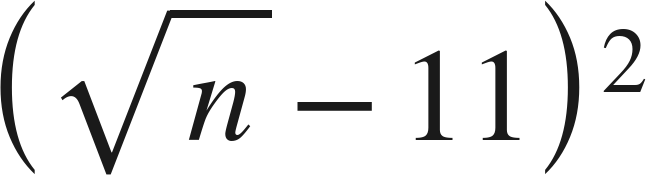 (√n − 11)²